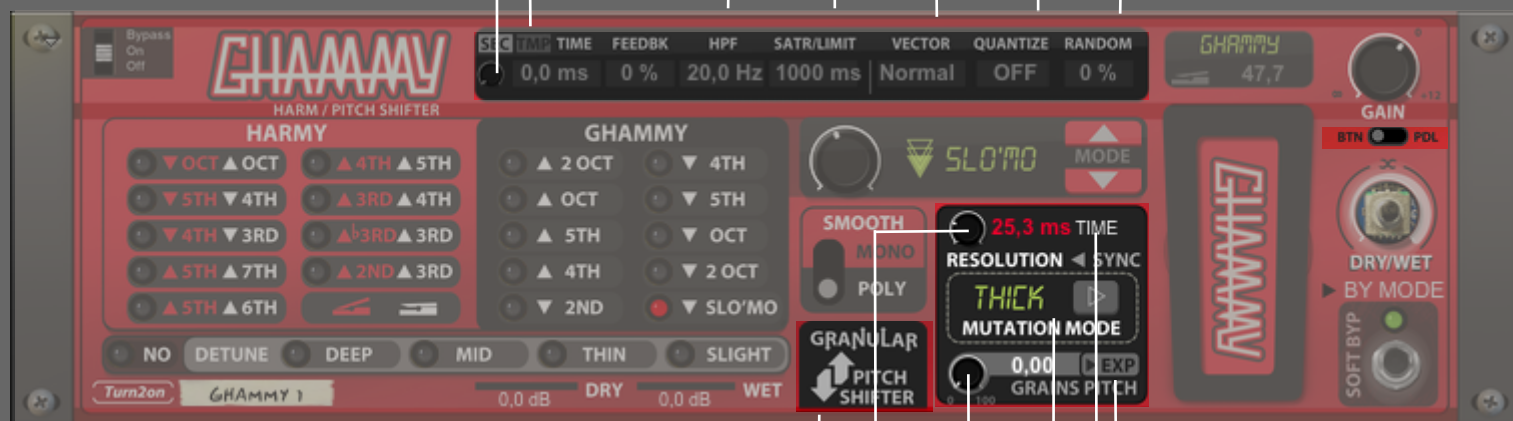 Bypass
On
Off
GHAMMY
HARM / PITCH SHIFTER
SEC TMP TIME FEEDBK HPF SATR/LIMIT VECTOR QUANTIZE RANDOM
0,0 ms 0 % 20,0 Hz 1000 ms Normal OFF 0 %
GHAMMY
47,7
0
∞ +12
GAIN
BTN PDL
HARMY
▼OCT ▲OCT ▲4TH ▲5TH
▼5TH ▼4TH ▲3RD ▲4TH
▼4TH ▼3RD ▲♭3RD ▲3RD
▲5TH ▲7TH ▲2ND ▲3RD
▲5TH ▲6TH
GHAMMY
▲ 2 OCT ▼ 4TH
▲ OCT ▼ 5TH
▲ 5TH ▼ OCT
▲ 4TH ▼ 2 OCT
▼ 2ND ▼ SLO'MO
SLO'MO
▲
MODE
▼
SMOOTH
MONO
POLY
25,3 ms TIME
RESOLUTION ◀ SYNC
THICK ▷
MUTATION MODE
0,00 ▶ EXP
GRAINS PITCH
0 100
GRANULAR
PITCH
SHIFTER
GHAMMY
DRY/WET
▶ BY MODE
SOFT BYP
NO DETUNE DEEP MID THIN SLIGHT
Turn2on GHAMMY 1
DRY WET
0,0 dB 0,0 dB